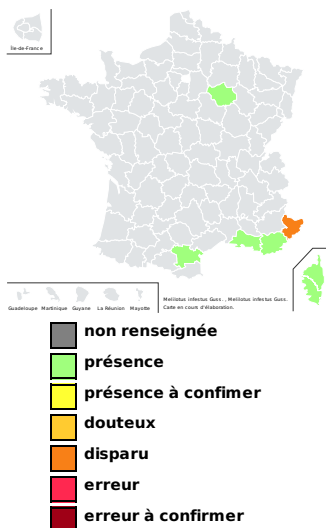 Île-de-France
Guadeloupe Martinique Guyane La Réunion Mayotte
Melilotus infestus Guss. , Melilotus infestus Guss.
Carte en cours d'élaboration.
non renseignée
présence
présence à confimer
douteux
disparu
erreur
erreur à confirmer